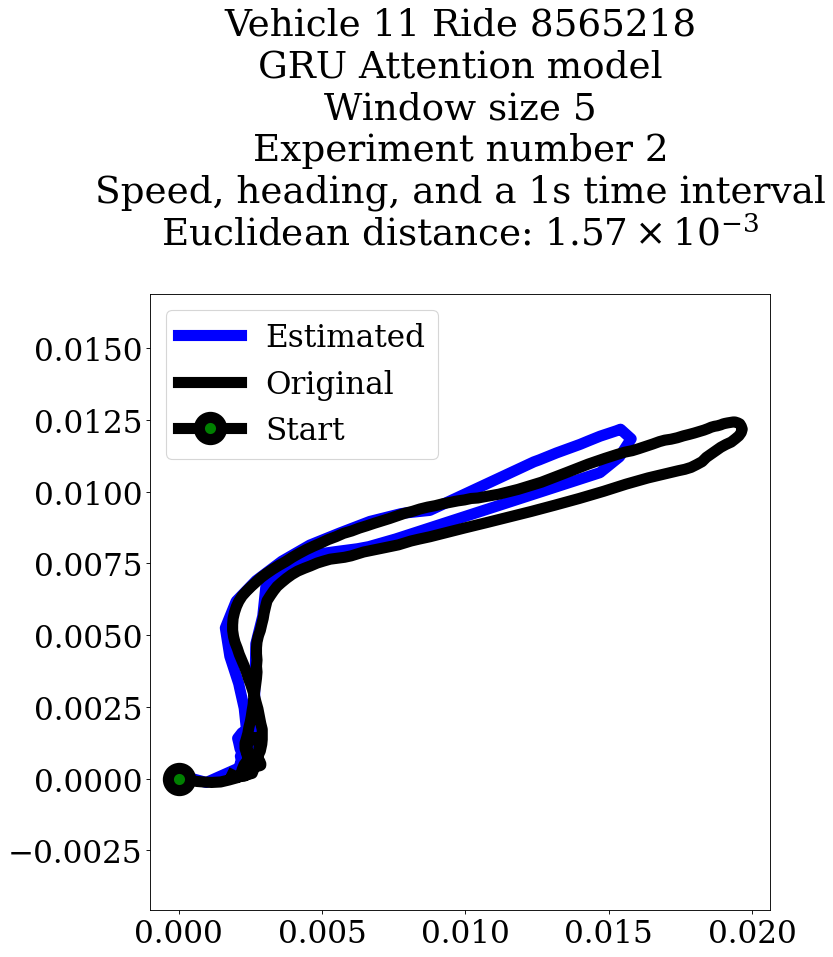 Vehicle 11 Ride 8565218
GRU Attention model
Window size 5
Experiment number 2
Speed, heading, and a 1s time interval
Euclidean distance: 1.57 × 10⁻³
Estimated
Original
Start
0.0150
0.0125
0.0100
0.0075
0.0050
0.0025
0.0000
−0.0025
0.000 0.005 0.010 0.015 0.020